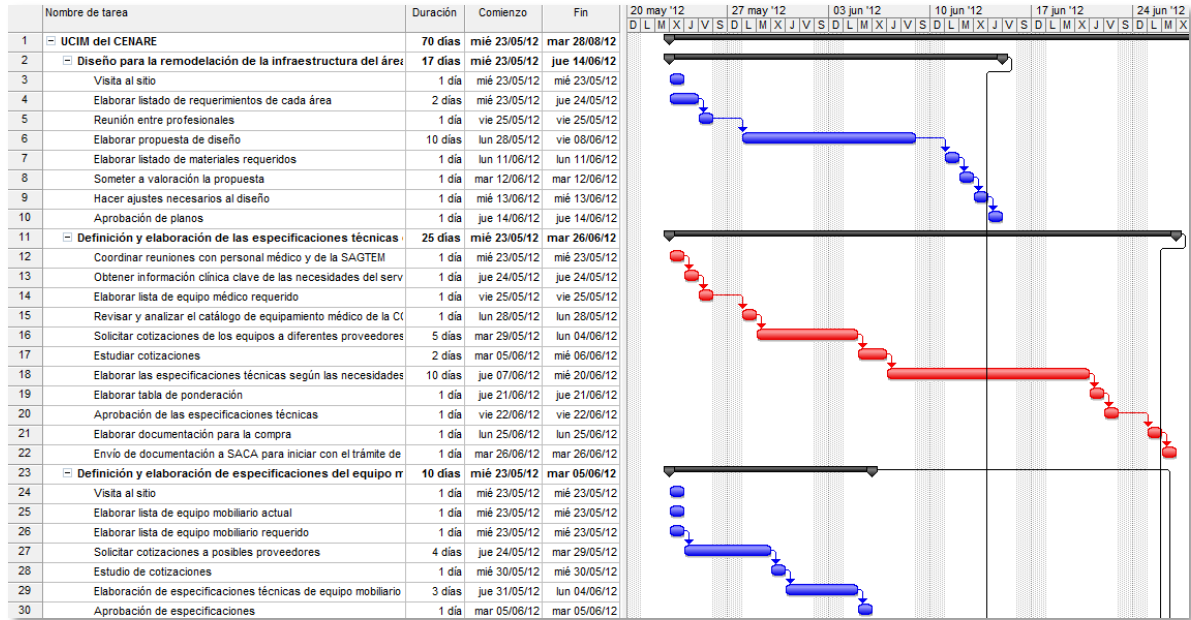 Nombre de tarea Duración Comienzo Fin 20 may '12 27 may '12 03 jun '12 10 jun '12 17 jun '12 24 jun '12
D L M X J V S D L M X J V S D L M X J V S D L M X J V S D L M X J V S D L M X
1 UCIM del CENARE 70 días mié 23/05/12 mar 28/08/12
2 Diseño para la remodelación de la infraestructura del área 17 días mié 23/05/12 jue 14/06/12
3 Visita al sitio 1 día mié 23/05/12 mié 23/05/12
4 Elaborar listado de requerimientos de cada área 2 días mié 23/05/12 jue 24/05/12
5 Reunión entre profesionales 1 día vie 25/05/12 vie 25/05/12
6 Elaborar propuesta de diseño 10 días lun 28/05/12 vie 08/06/12
7 Elaborar listado de materiales requeridos 1 día lun 11/06/12 lun 11/06/12
8 Someter a valoración la propuesta 1 día mar 12/06/12 mar 12/06/12
9 Hacer ajustes necesarios al diseño 1 día mié 13/06/12 mié 13/06/12
10 Aprobación de planos 1 día jue 14/06/12 jue 14/06/12
11 Definición y elaboración de las especificaciones técnicas 25 días mié 23/05/12 mar 26/06/12
12 Coordinar reuniones con personal médico y de la SAGTEM 1 día mié 23/05/12 mié 23/05/12
13 Obtener información clínica clave de las necesidades del serv 1 día jue 24/05/12 jue 24/05/12
14 Elaborar lista de equipo médico requerido 1 día vie 25/05/12 vie 25/05/12
15 Revisar y analizar el catálogo de equipamiento médico de la 1 día lun 28/05/12 lun 28/05/12
16 Solicitar cotizaciones de los equipos a diferentes proveedores 5 días mar 29/05/12 lun 04/06/12
17 Estudiar cotizaciones 2 días mar 05/06/12 mié 06/06/12
18 Elaborar las especificaciones técnicas según las necesidades 10 días jue 07/06/12 mié 20/06/12
19 Elaborar tabla de ponderación 1 día jue 21/06/12 jue 21/06/12
20 Aprobación de las especificaciones técnicas 1 día vie 22/06/12 vie 22/06/12
21 Elaborar documentación para la compra 1 día lun 25/06/12 lun 25/06/12
22 Envío de documentación a SACA para iniciar con el trámite de 1 día mar 26/06/12 mar 26/06/12
23 Definición y elaboración de especificaciones del equipo m 10 días mié 23/05/12 mar 05/06/12
24 Visita al sitio 1 día mié 23/05/12 mié 23/05/12
25 Elaborar lista de equipo mobiliario actual 1 día mié 23/05/12 mié 23/05/12
26 Elaborar lista de equipo mobiliario requerido 1 día mié 23/05/12 mié 23/05/12
27 Solicitar cotizaciones a posibles proveedores 4 días jue 24/05/12 mar 29/05/12
28 Estudio de cotizaciones 1 día mié 30/05/12 mié 30/05/12
29 Elaboración de especificaciones técnicas de equipo mobiliario 3 días jue 31/05/12 lun 04/06/12
30 Aprobación de especificaciones 1 día mar 05/06/12 mar 05/06/12